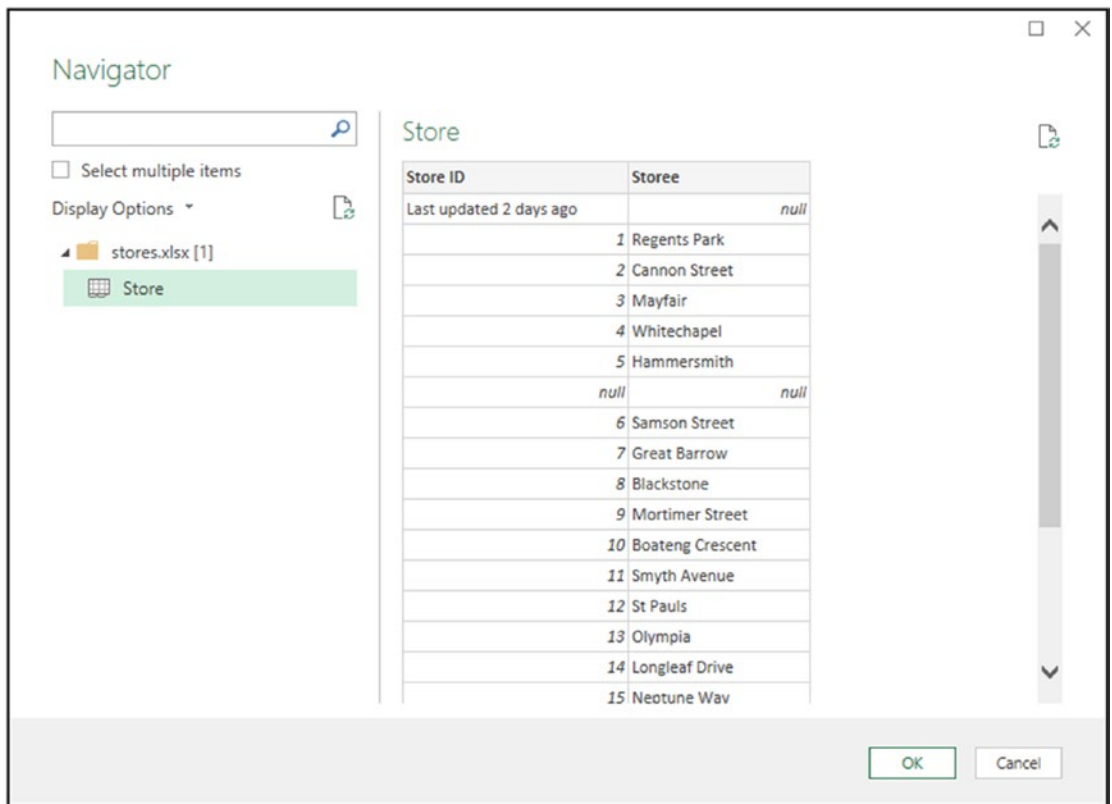 Navigator
Select multiple items
Display Options
stores.xlsx [1]
Store
Store
Store ID Storee
Last updated 2 days ago null
1 Regents Park
2 Cannon Street
3 Mayfair
4 Whitechapel
5 Hammersmith
null null
6 Samson Street
7 Great Barrow
8 Blackstone
9 Mortimer Street
10 Boateng Crescent
11 Smyth Avenue
12 St Pauls
13 Olympia
14 Longleaf Drive
15 Neptune Way
OK Cancel